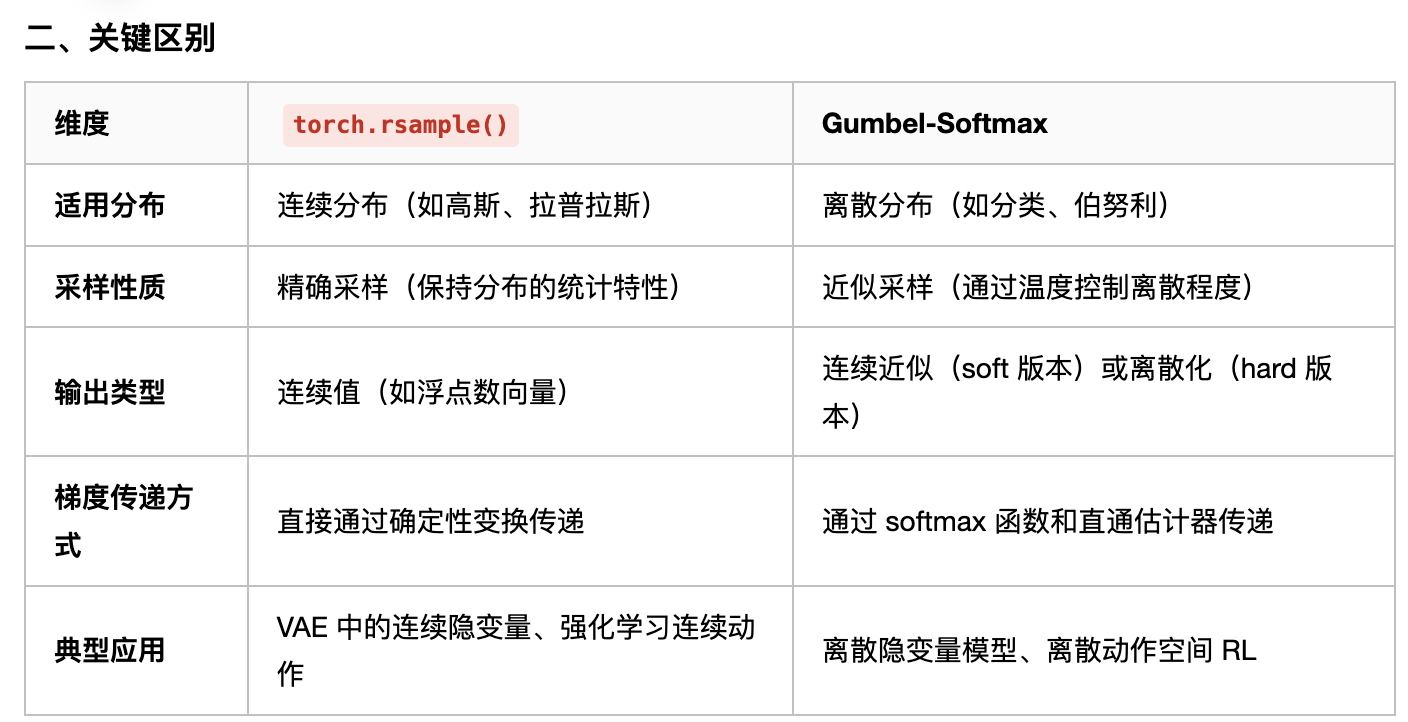 二、关键区别
维度 torch.rsample() Gumbel-Softmax
适用分布 连续分布（如高斯、拉普拉斯） 离散分布（如分类、伯努利）
采样性质 精确采样（保持分布的统计特性） 近似采样（通过温度控制离散程度）
输出类型 连续值（如浮点数向量） 连续近似（soft 版本）或离散化（hard 版
本）
梯度传递方
式
直接通过确定性变换传递 通过 softmax 函数和直通估计器传递
典型应用
VAE 中的连续隐变量、强化学习连续动
作
离散隐变量模型、离散动作空间 RL